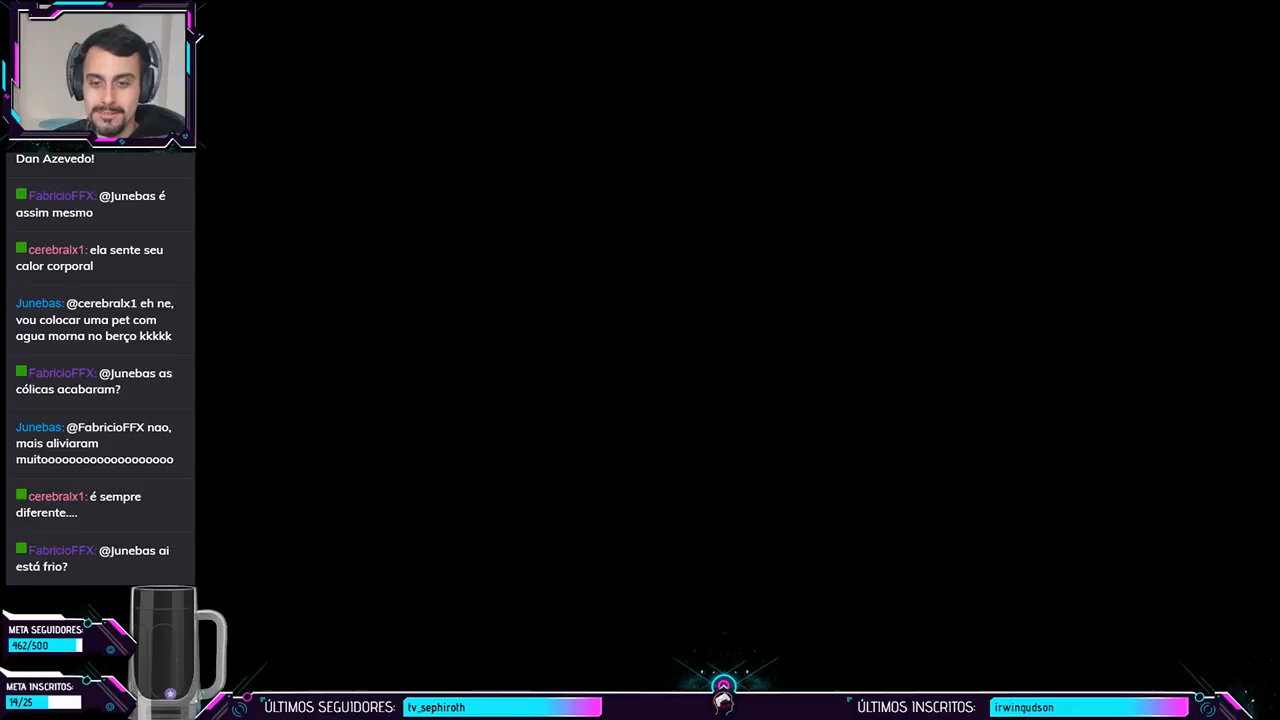 Dan Azevedo!
FabricioFFX: @Junebas é
assim mesmo
cerebralx1: ela sente seu
calor corporal
Junebas: @cerebralx1 eh ne,
vou colocar uma pet com
agua morna no berço kkkkk
FabricioFFX: @Junebas as
cólicas acabaram?
Junebas: @FabricioFFX nao,
mais aliviaram
muitoooooooooooooooooo
cerebralx1: é sempre
diferente....
FabricioFFX: @Junebas ai
está frio?
META SEGUIDORES:
462/500
META INSCRITOS:
14/25
ÚLTIMOS SEGUIDORES: tv_sephiroth
ÚLTIMOS INSCRITOS: irwinqudson